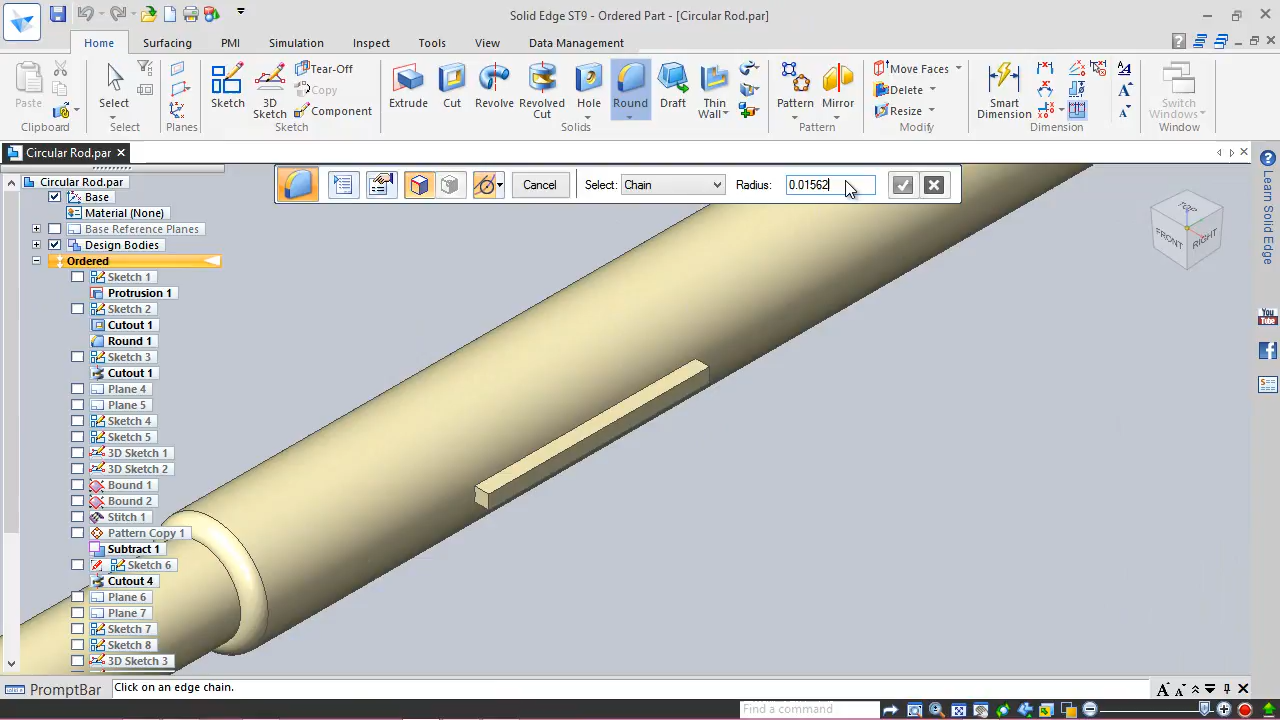 Solid Edge ST9 - Ordered Part - [Circular Rod.par]
Home
Surfacing
PMI
Simulation
Inspect
Tools
View
Data Management
Paste
Clipboard
Select
Select
Planes
Sketch
3D Sketch
Tear-Off
Copy
Component
Sketch
Extrude
Cut
Revolve
Revolved Cut
Hole
Round
Draft
Thin Wall
Solids
Pattern
Mirror
Pattern
Move Faces
Delete
Resize
Modify
Smart Dimension
Dimension
Switch Windows
Window
Circular Rod.par
Circular Rod.par
Base
Material (None)
Base Reference Planes
Design Bodies
Ordered
Sketch 1
Protrusion 1
Sketch 2
Cutout 1
Round 1
Sketch 3
Cutout 1
Plane 4
Plane 5
Sketch 4
Sketch 5
3D Sketch 1
3D Sketch 2
Bound 1
Bound 2
Stitch 1
Pattern Copy 1
Subtract 1
Sketch 6
Cutout 4
Plane 6
Plane 7
Sketch 7
Sketch 8
3D Sketch 3
Cancel
Select:
Chain
Radius:
0.01562
TOP
FRONT
RIGHT
Learn Solid Edge
You Tube
PromptBar
Click on an edge chain.
Find a command